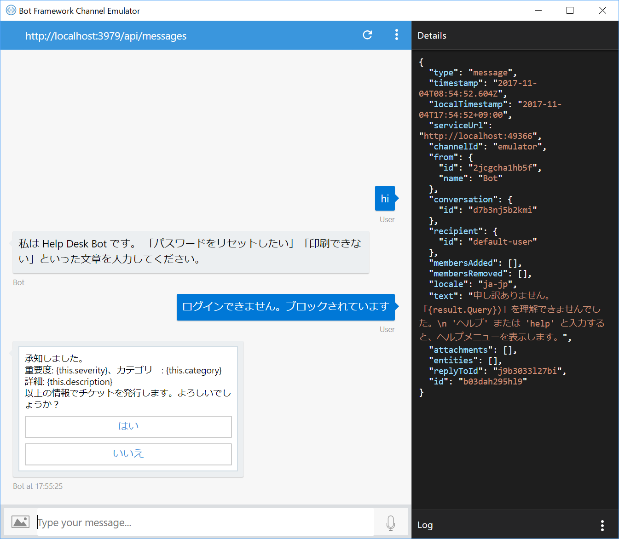 Bot Framework Channel Emulator
http://localhost:3979/api/messages
hi
User
私は Help Desk Bot です。 「パスワードをリセットしたい」「印刷できな
い」といった文章を入力してください。
Bot
ログインできません。ブロックされています
User
承知しました。
重要度: {this.severity}、カテゴリ : {this.category}
詳細: {this.description}
以上の情報でチケットを発行します。よろしいでし
ょうか？
はい
いいえ
Bot at 17:55:25
Type your message...
Details
{
"type": "message",
"timestamp": "2017-11-
04T08:54:52.604Z",
"localTimestamp": "2017-11-
04T17:54:52+09:00",
"serviceUrl":
"http://localhost:49366",
"channelId": "emulator",
"from": {
"id": "2jcgcha1hb5f",
"name": "Bot"
},
"conversation": {
"id": "d7b3nj5b2kmi"
},
"recipient": {
"id": "default-user"
},
"membersAdded": [],
"membersRemoved": [],
"locale": "ja-jp",
"text": "申し訳ありません。
「{result.Query})」を理解できませんでし
た。\n 'ヘルプ' または 'help' と入力する
と、ヘルプメニューを表示します。",
"attachments": [],
"entities": [],
"replyToId": "j9b3033l27bi",
"id": "b03dah295hl9"
}
Log